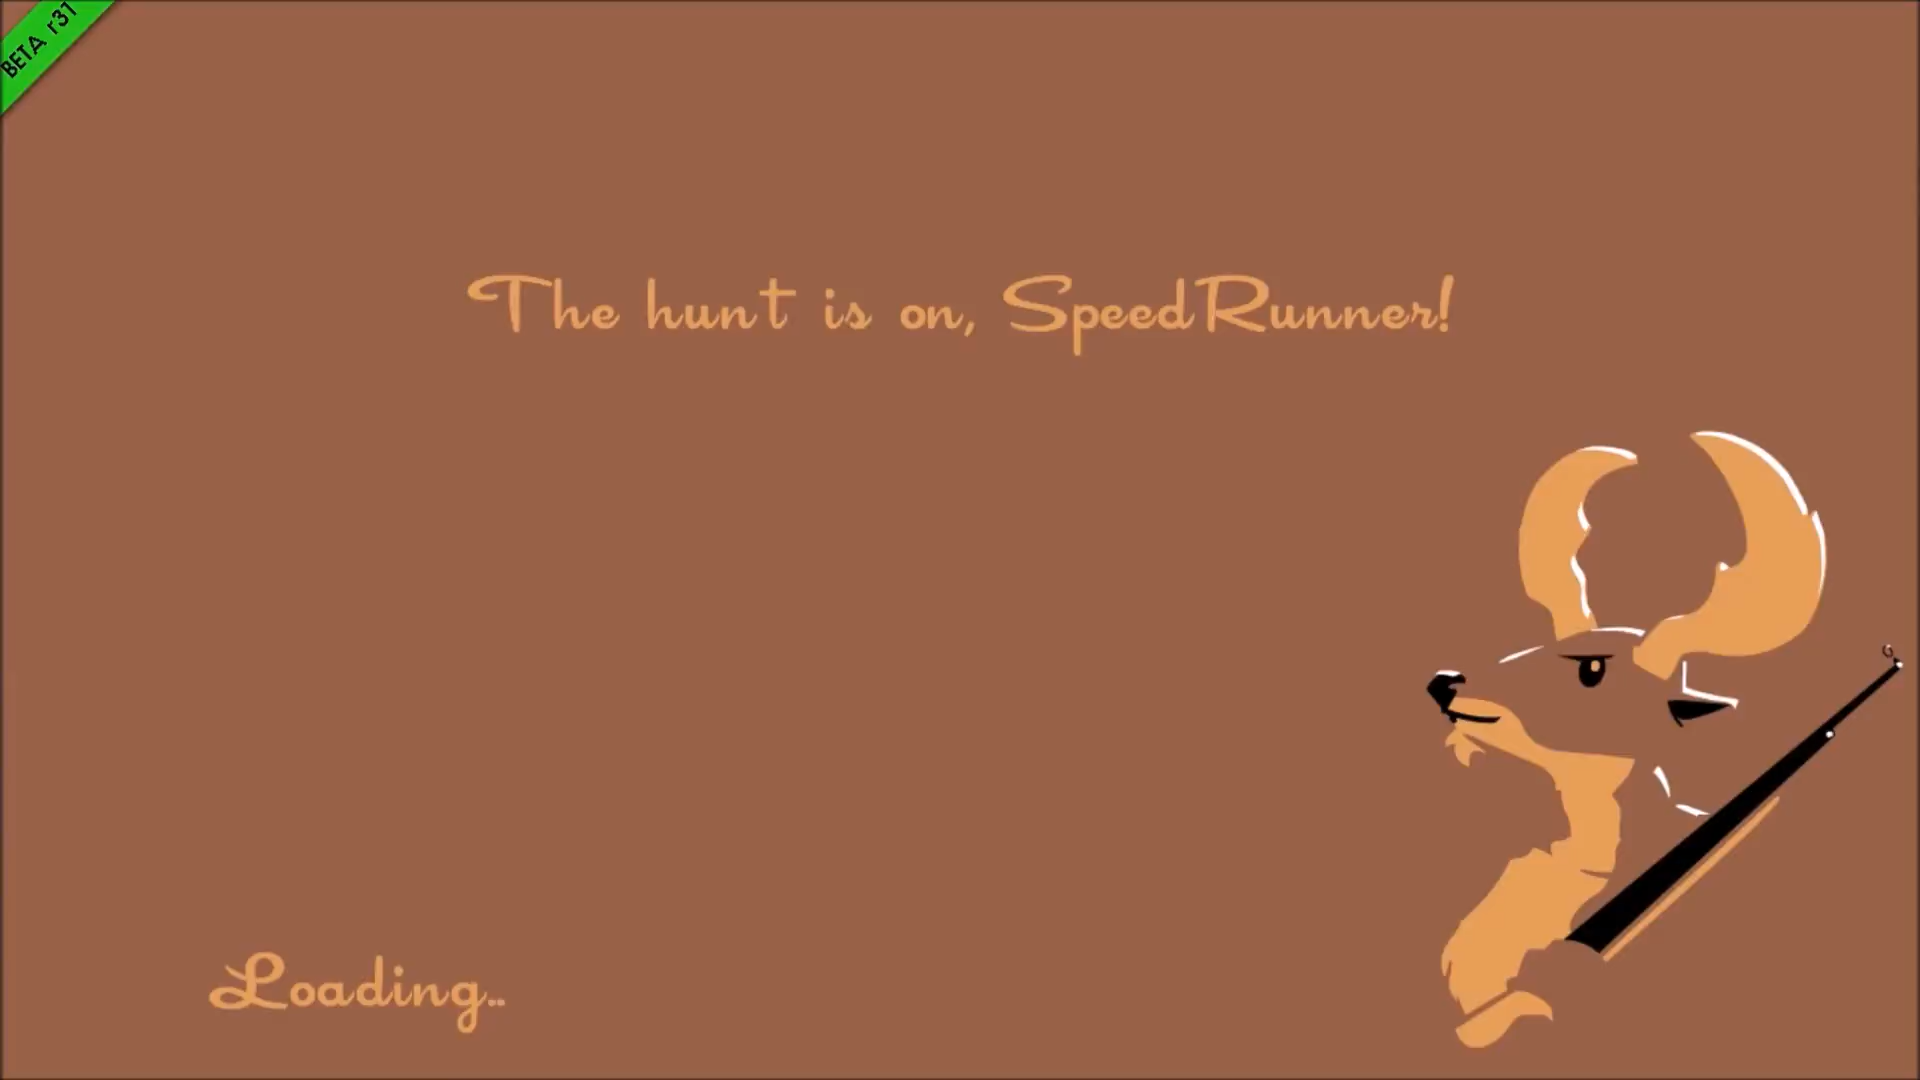 BETA r31
The hunt is on, SpeedRunner!
Loading..